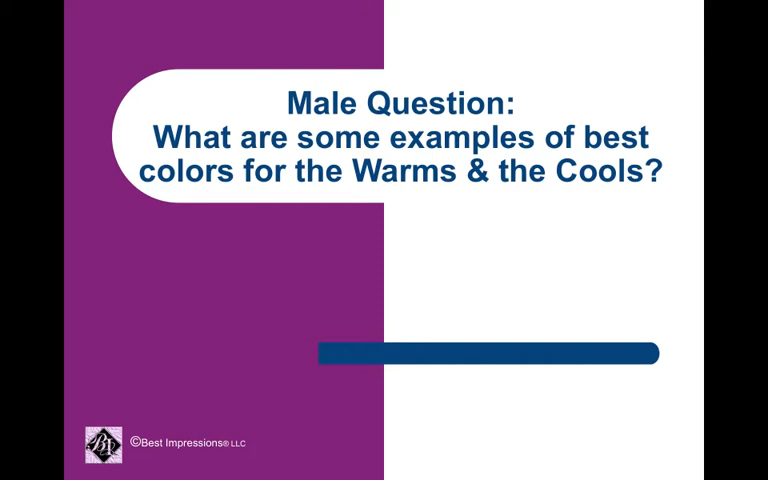 Male Question:
What are some examples of best
colors for the Warms & the Cools?
©Best Impressions® LLC